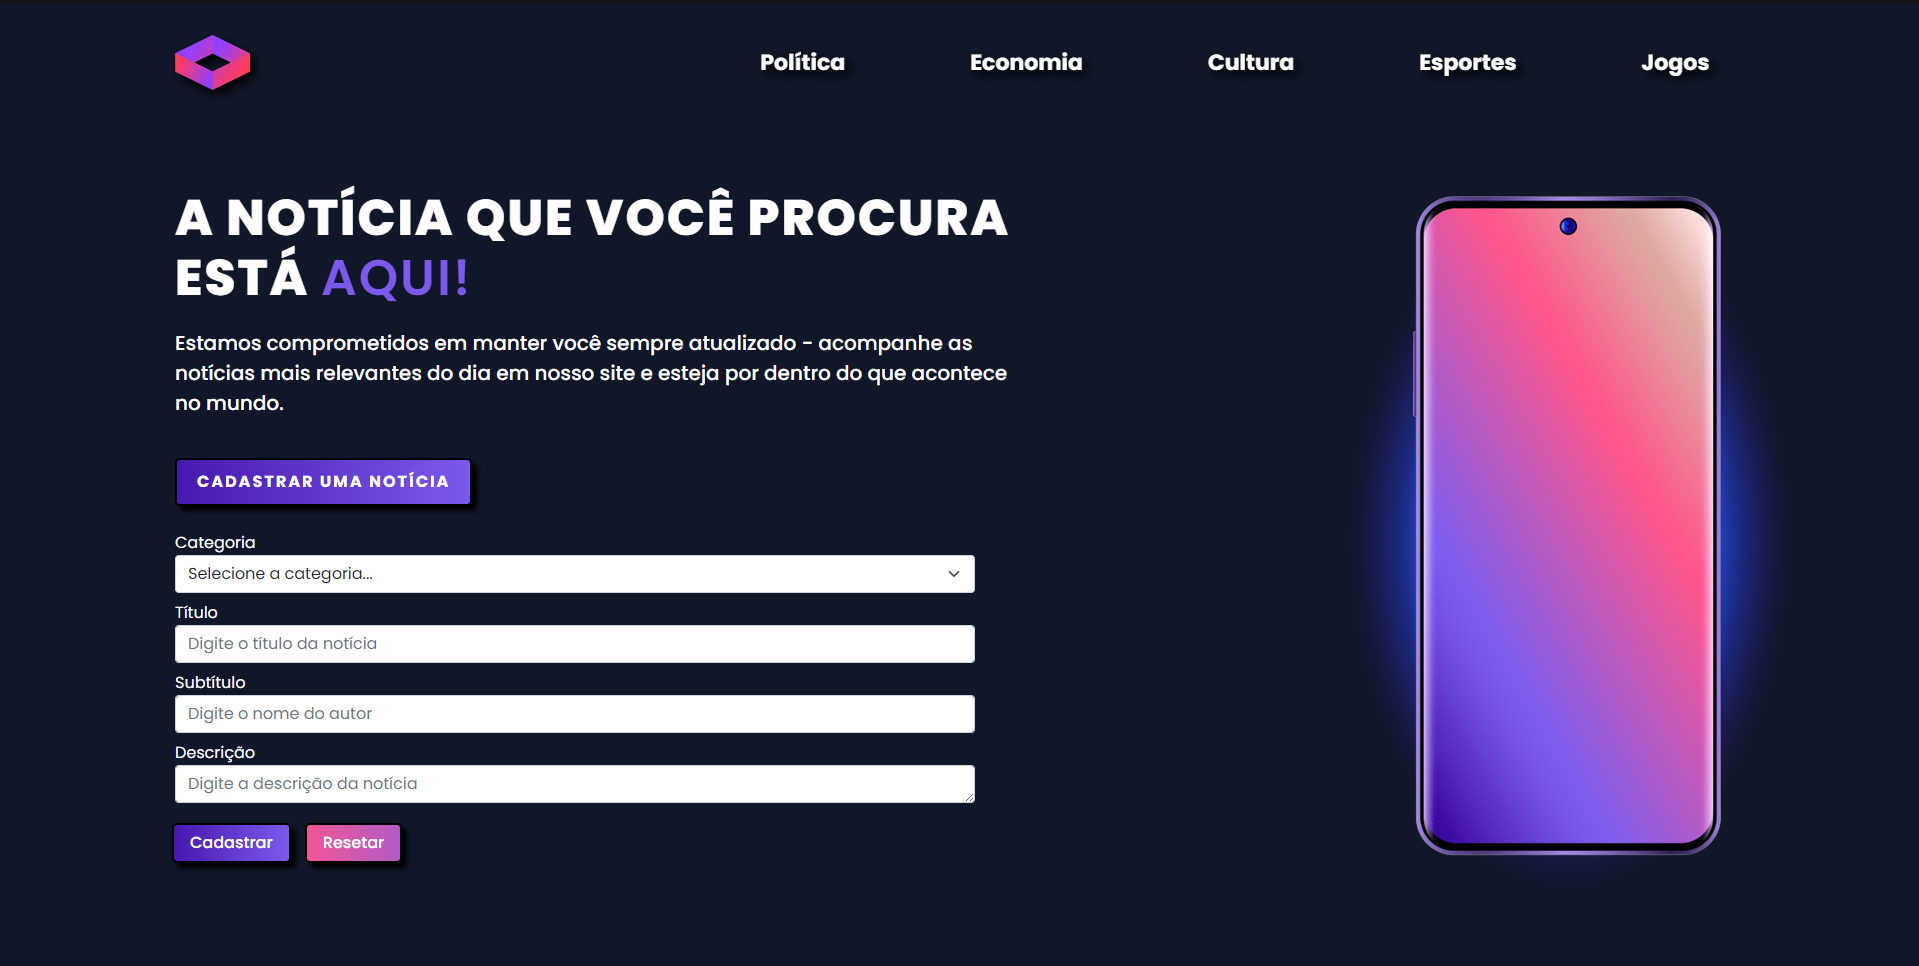 Política
Economia
Cultura
Esportes
Jogos
A NOTÍCIA QUE VOCÊ PROCURA
ESTÁ AQUI!
Estamos comprometidos em manter você sempre atualizado - acompanhe as
notícias mais relevantes do dia em nosso site e esteja por dentro do que acontece
no mundo.
CADASTRAR UMA NOTÍCIA
Categoria
Selecione a categoria...
Título
Digite o título da notícia
Subtítulo
Digite o nome do autor
Descrição
Digite a descrição da notícia
Cadastrar
Resetar